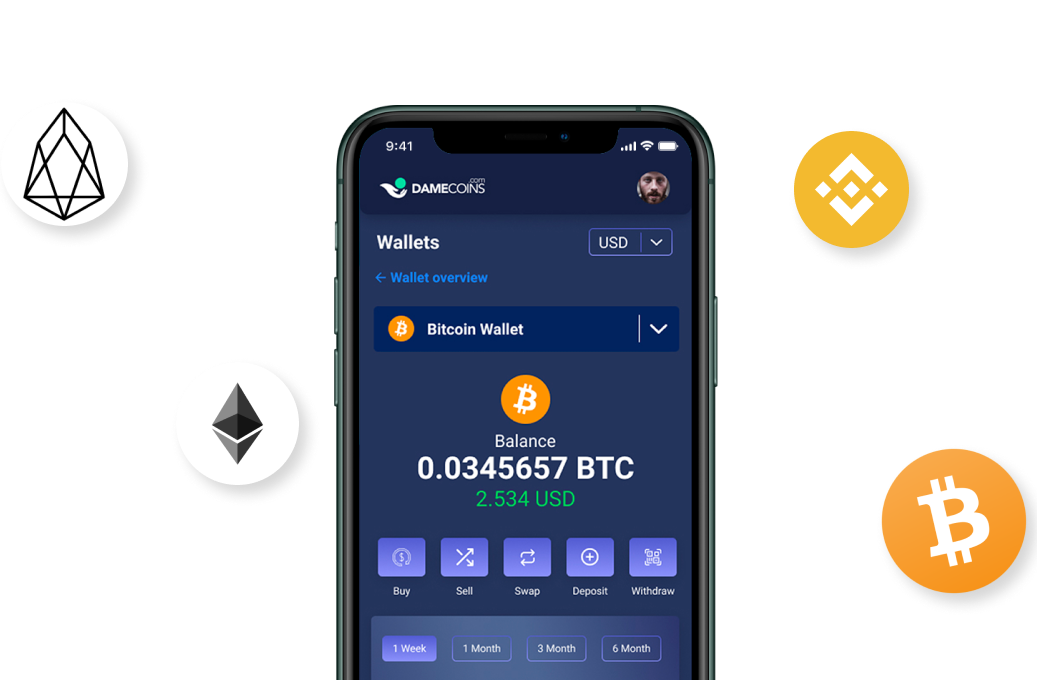 9:41
DAMECOINS
.com
Wallets
USD
← Wallet overview
Bitcoin Wallet
Balance
0.0345657 BTC
2.534 USD
Buy Sell Swap Deposit Withdraw
1 Week 1 Month 3 Month 6 Month